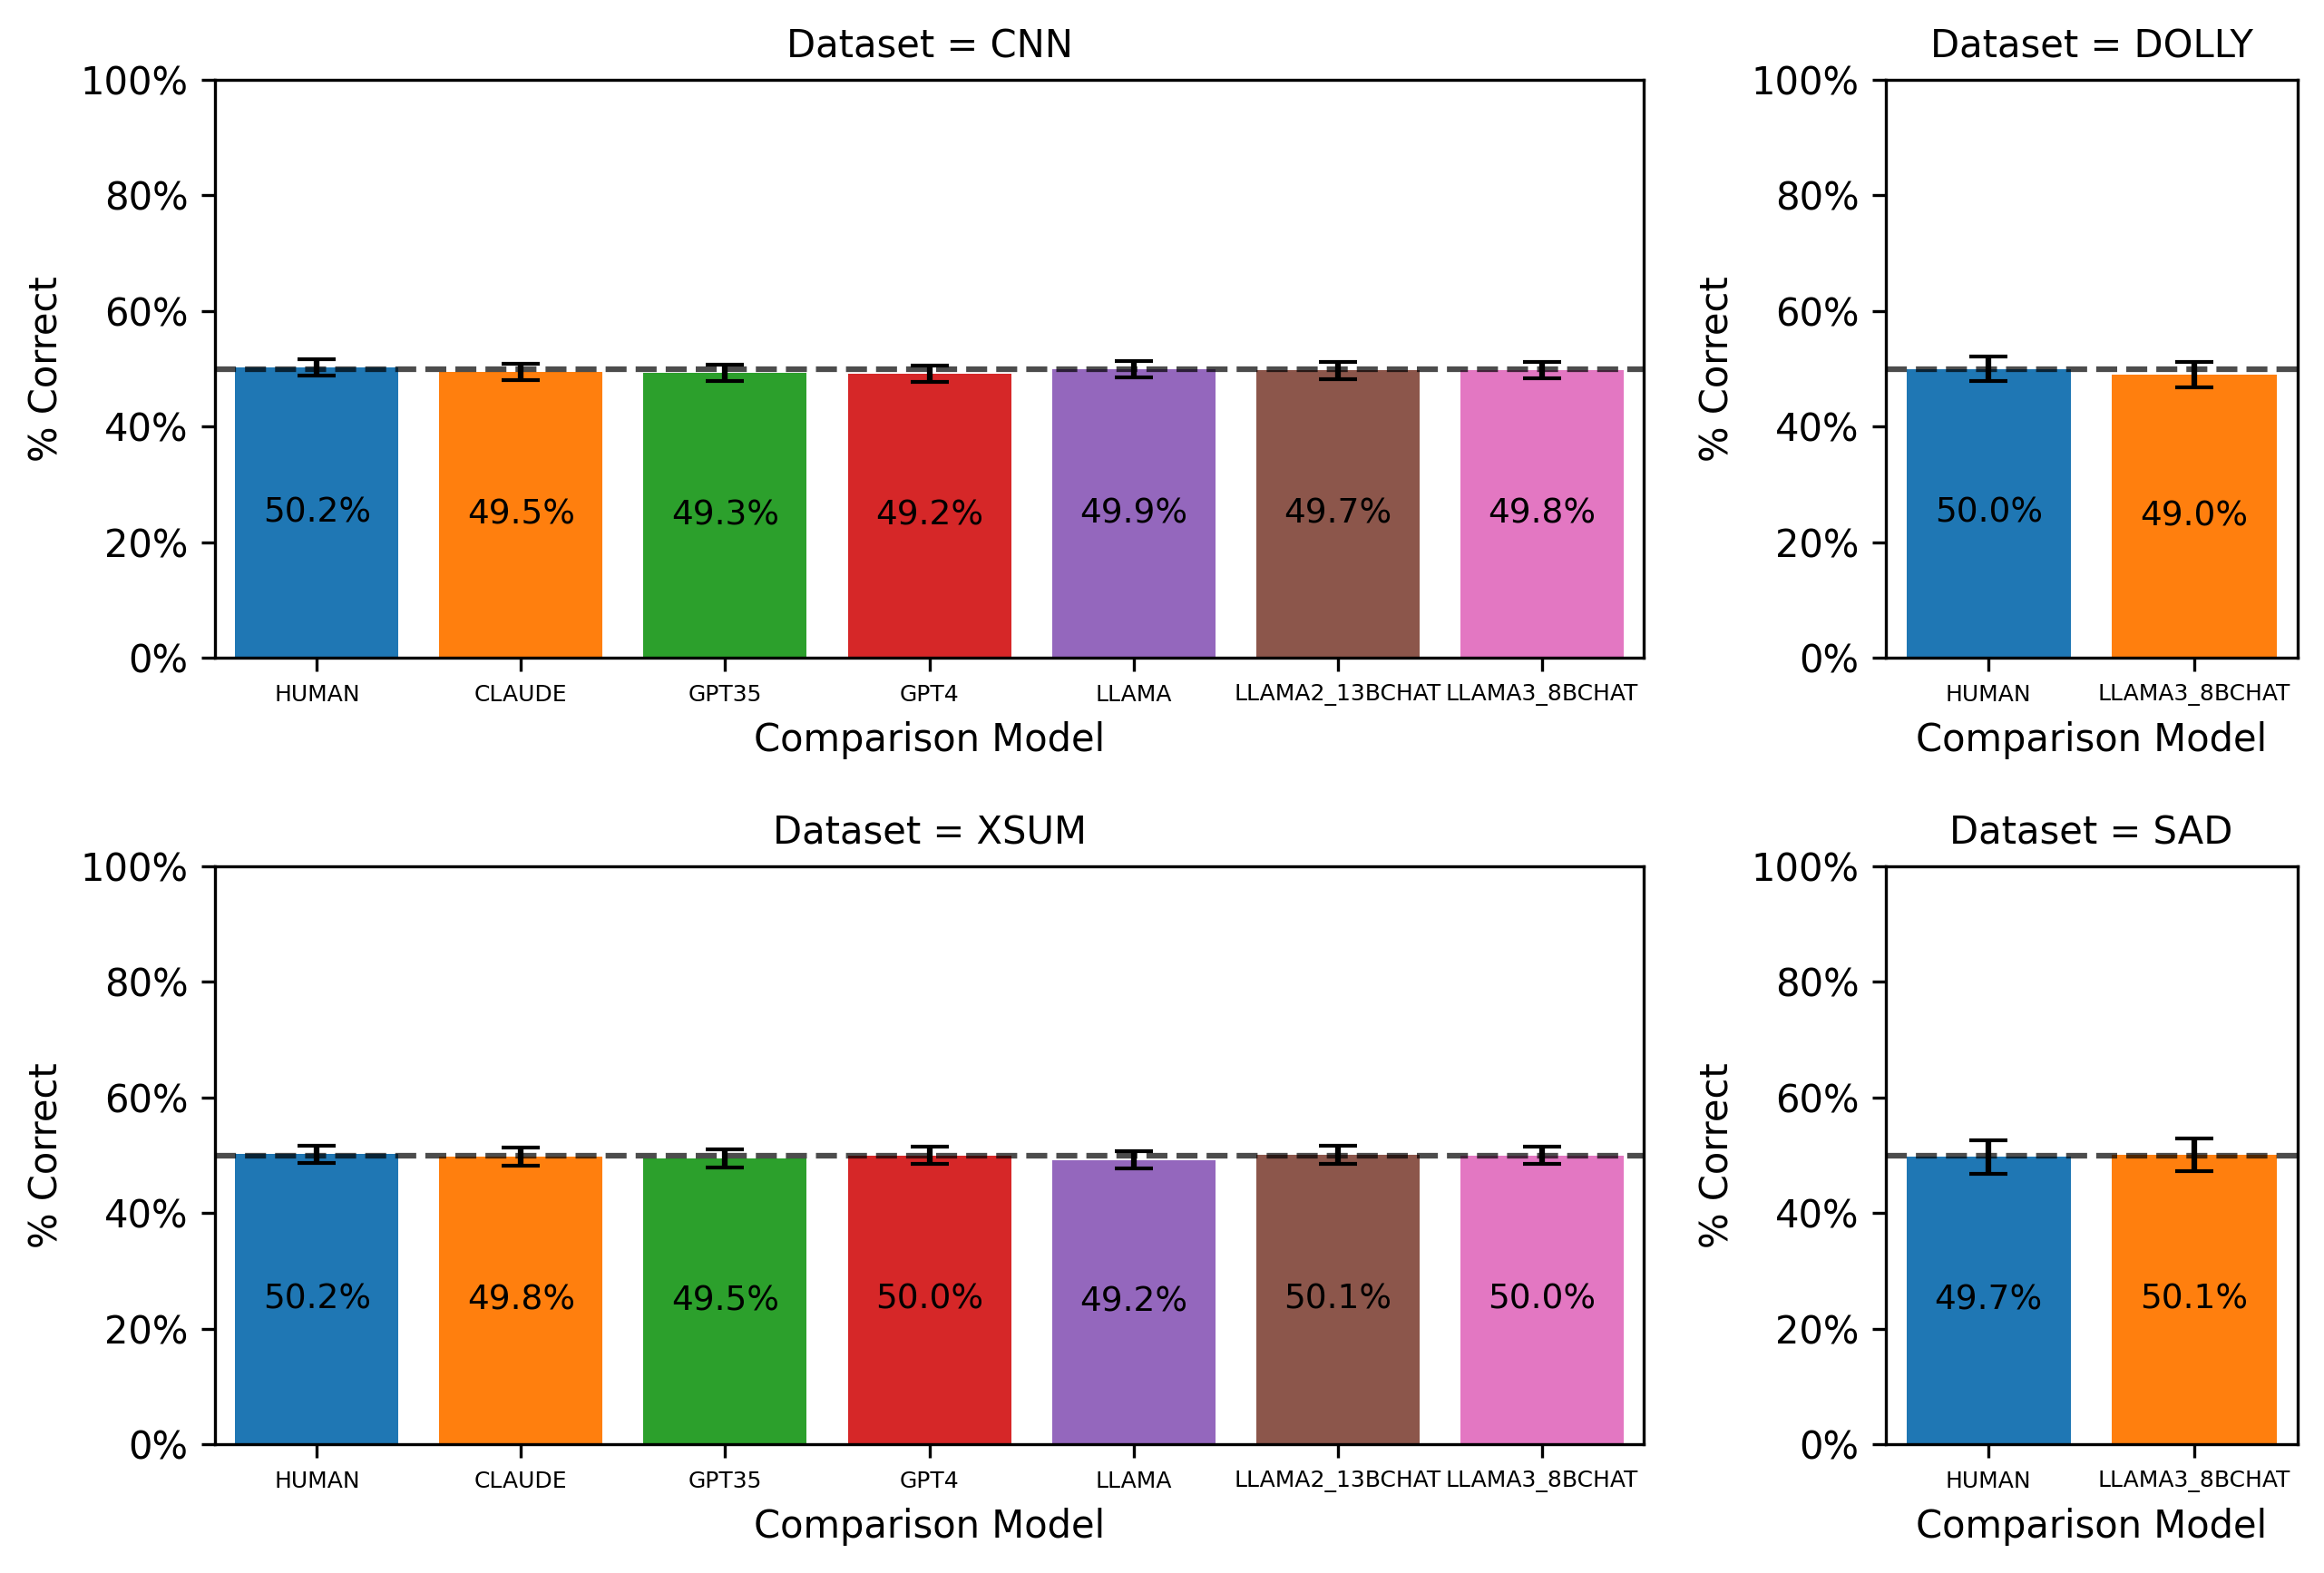 Dataset = CNN
100%
80%
60%
40%
20%
0%
% Correct
50.2% 49.5% 49.3% 49.2% 49.9% 49.7% 49.8%
HUMAN CLAUDE GPT35 GPT4 LLAMA LLAMA2_13BCHAT LLAMA3_8BCHAT
Comparison Model
Dataset = DOLLY
100%
80%
60%
40%
20%
0%
% Correct
50.0% 49.0%
HUMAN LLAMA3_8BCHAT
Comparison Model
Dataset = XSUM
100%
80%
60%
40%
20%
0%
% Correct
50.2% 49.8% 49.5% 50.0% 49.2% 50.1% 50.0%
HUMAN CLAUDE GPT35 GPT4 LLAMA LLAMA2_13BCHAT LLAMA3_8BCHAT
Comparison Model
Dataset = SAD
100%
80%
60%
40%
20%
0%
% Correct
49.7% 50.1%
HUMAN LLAMA3_8BCHAT
Comparison Model